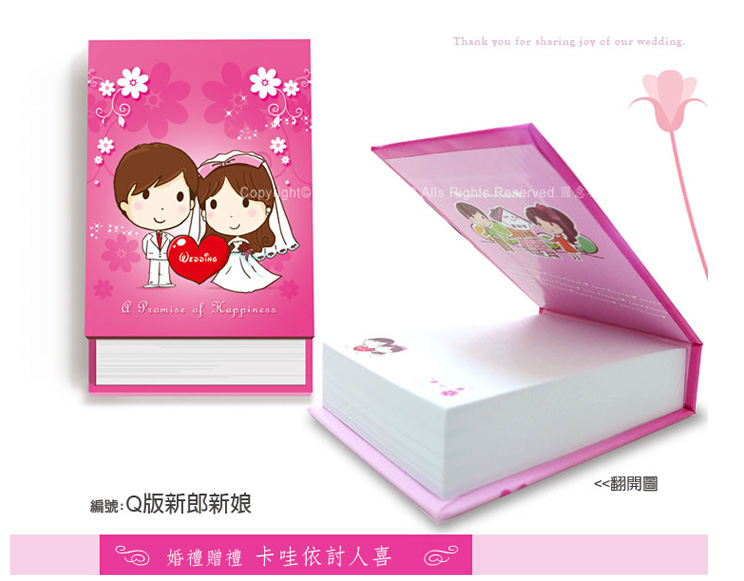 Thank you for sharing joy of our wedding.
Copyright© Alls Rights Reserved.
WEDDING
A Promise of Happiness
<<翻開圖
編號:Q版新郎新娘
婚禮贈禮 卡哇依討人喜